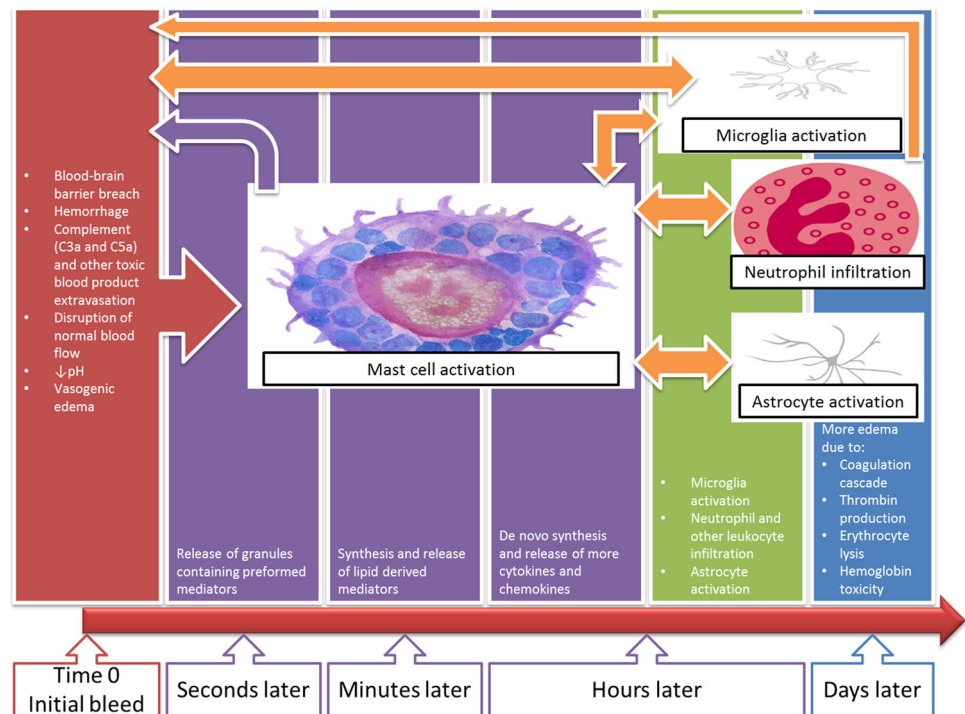 Microglia activation
• Blood-brain
barrier breach
• Hemorrhage
• Complement
(C3a and C5a)
and other toxic
blood product
extravasation
• Disruption of
normal blood
flow
• ↓pH
• Vasogenic
edema
Mast cell activation
Neutrophil infiltration
Astrocyte activation
Release of granules
containing preformed
mediators
Synthesis and release
of lipid derived
mediators
De novo synthesis
and release of more
cytokines and
chemokines
• Microglia
activation
• Neutrophil and
other leukocyte
infiltration
• Astrocyte
activation
More edema
due to:
• Coagulation
cascade
• Thrombin
production
• Erythrocyte
lysis
• Hemoglobin
toxicity
Time 0
Initial bleed
Seconds later
Minutes later
Hours later
Days later